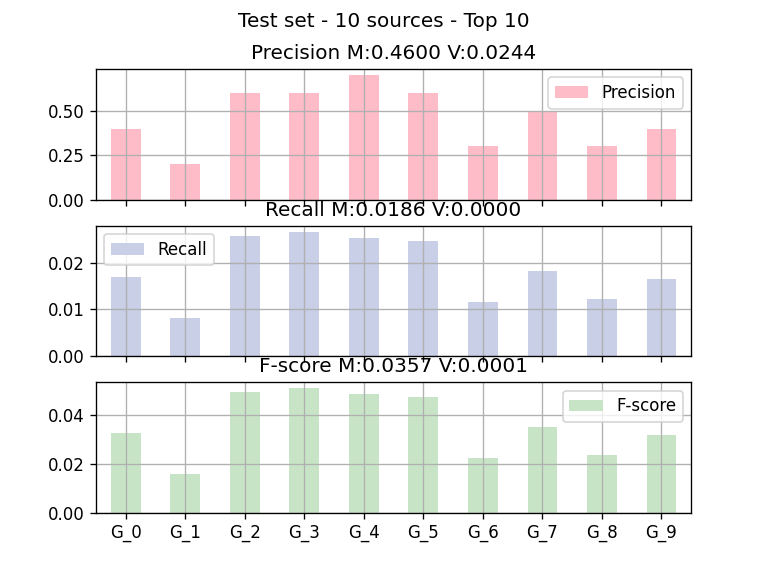 Test set - 10 sources - Top 10
Precision M:0.4600 V:0.0244
Precision
0.50
0.25
0.00
Recall M:0.0186 V:0.0000
Recall
0.02
0.01
0.00
F-score M:0.0357 V:0.0001
F-score
0.04
0.02
0.00
G_0 G_1 G_2 G_3 G_4 G_5 G_6 G_7 G_8 G_9